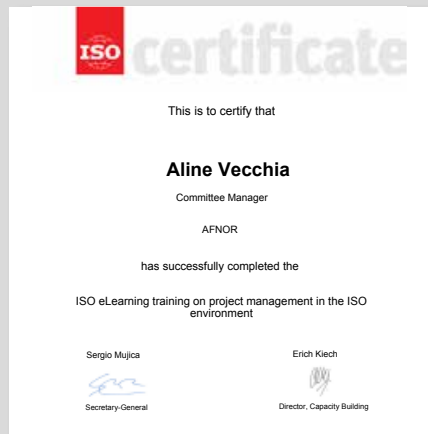 ISO certificate
This is to certify that
Aline Vecchia
Committee Manager
AFNOR
has successfully completed the
ISO eLearning training on project management in the ISO
environment
Sergio Mujica
Erich Kiech
Secretary-General
Director, Capacity Building